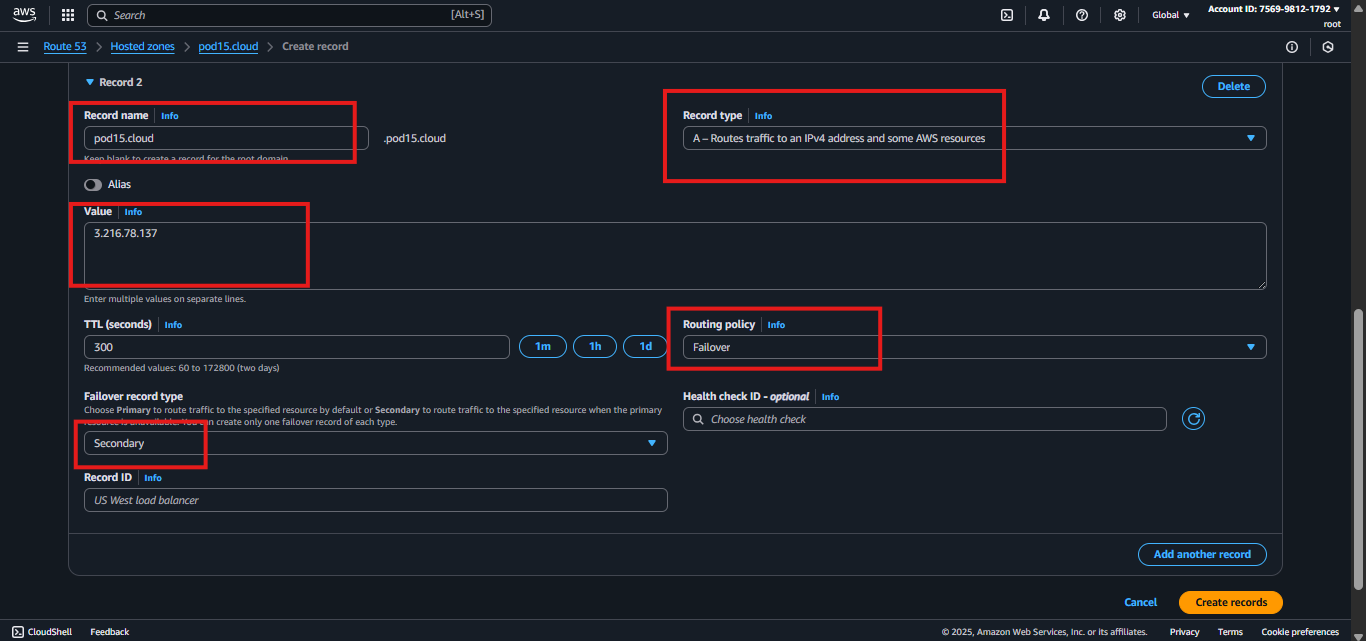 aws
Search [Alt+S]
Global
Account ID: 7569-9812-1792
root
Route 53 > Hosted zones > pod15.cloud > Create record
Record 2
Delete
Record name Info
Record type Info
pod15.cloud
.pod15.cloud
A – Routes traffic to an IPv4 address and some AWS resources
Keep blank to create a record for the root domain.
Alias
Value Info
3.216.78.137
Enter multiple values on separate lines.
TTL (seconds) Info
Routing policy Info
300
1m
1h
1d
Failover
Recommended values: 60 to 172800 (two days)
Failover record type
Health check ID - optional Info
Choose Primary to route traffic to the specified resource by default or Secondary to route traffic to the specified resource when the primary
resource is unavailable. You can create only one failover record of each type.
Choose health check
Secondary
Record ID Info
US West load balancer
Add another record
Cancel
Create records
CloudShell Feedback
© 2025, Amazon Web Services, Inc. or its affiliates. Privacy Terms Cookie preferences